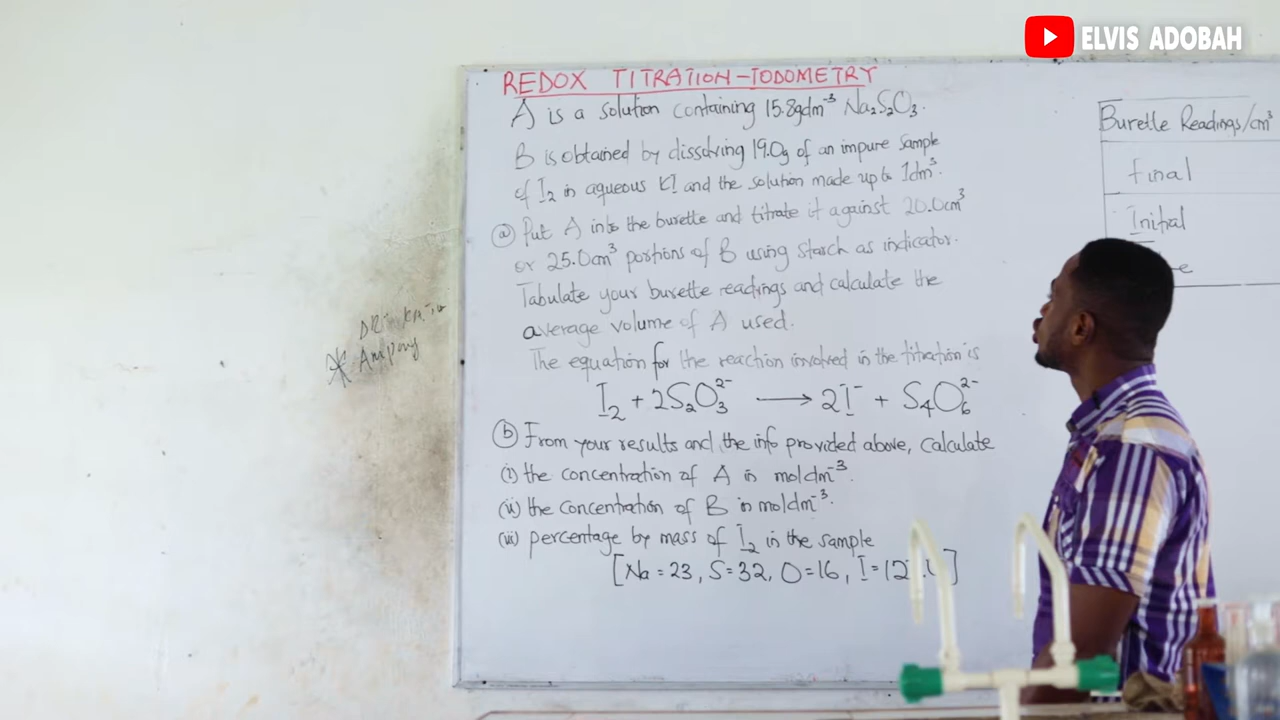 ELVIS ADOBAH
REDOX TITRATION-IODOMETRY
A is a solution containing 15.8gdm⁻³ Na₂S₂O₃.
B is obtained by dissolving 19.0g of an impure sample
of I₂ in aqueous KI and the solution made up to 1dm³.
(a) Put A into the burette and titrate it against 20.0cm³
or 25.0cm³ portions of B using starch as indicator.
Tabulate your burette readings and calculate the
average volume of A used.
The equation for the reaction involved in the titration is
I₂ + 2S₂O₃²⁻ → 2I⁻ + S₄O₆²⁻
(b) From your results and the info provided above, calculate
(i) the concentration of A in moldm⁻³.
(ii) the concentration of B in moldm⁻³.
(iii) percentage by mass of I₂ in the sample
[Na = 23, S = 32, O = 16, I =
Burette Readings/cm³
final
Initial
* Ampong